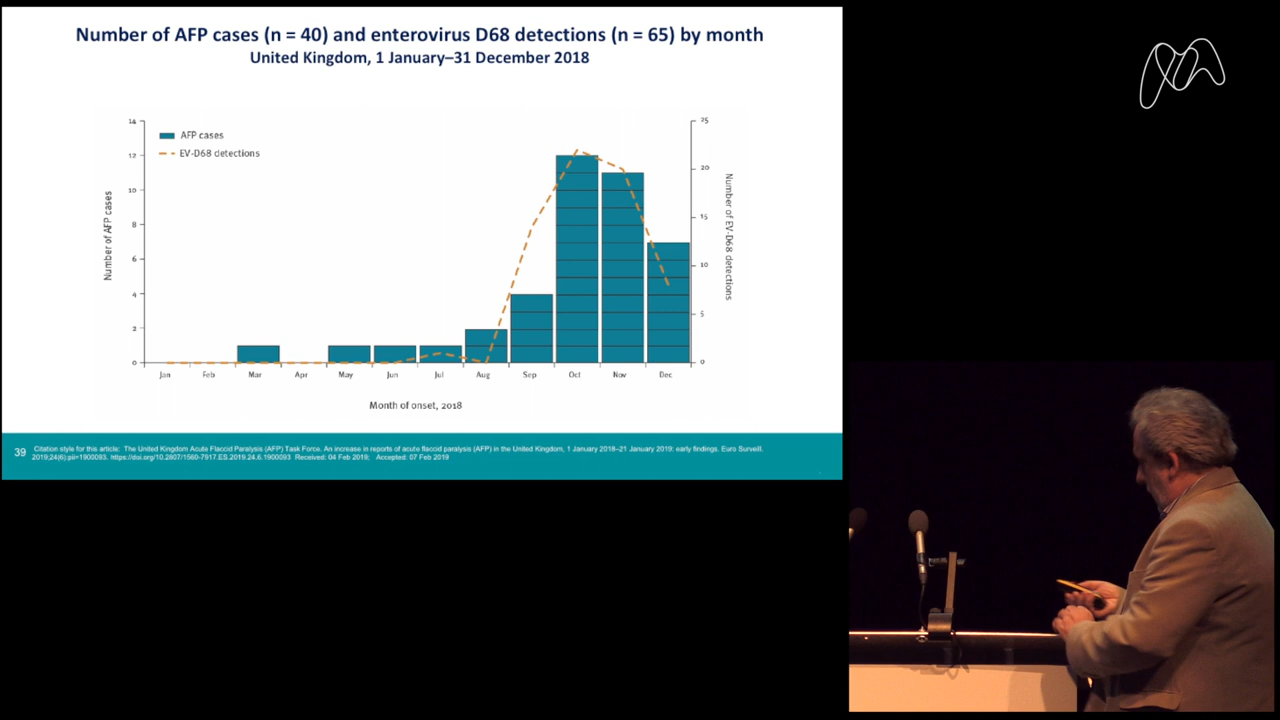 Number of AFP cases (n = 40) and enterovirus D68 detections (n = 65) by month
United Kingdom, 1 January–31 December 2018
AFP cases
EV-D68 detections
14
12
10
8
6
4
2
0
Number of AFP cases
25
20
15
10
5
0
Number of EV-D68 detections
Jan Feb Mar Apr May Jun Jul Aug Sep Oct Nov Dec
Month of onset, 2018
39
Citation style for this article: The United Kingdom Acute Flaccid Paralysis (AFP) Task Force. An increase in reports of acute flaccid paralysis (AFP) in the United Kingdom, 1 January 2018–21 January 2019: early findings. Euro Surveill.
2019;24(6):pii=1900093. https://doi.org/10.2807/1560-7917.ES.2019.24.6.1900093 Received: 04 Feb 2019; Accepted: 07 Feb 2019